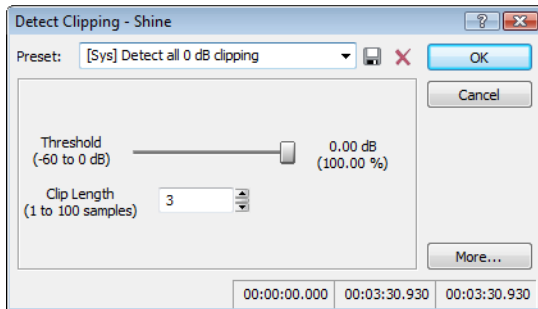 Detect Clipping - Shine
?
Preset: [Sys] Detect all 0 dB clipping
OK
Cancel
Threshold
(-60 to 0 dB)
0.00 dB
(100.00 %)
Clip Length
(1 to 100 samples)
3
More...
00:00:00.000 00:03:30.930 00:03:30.930